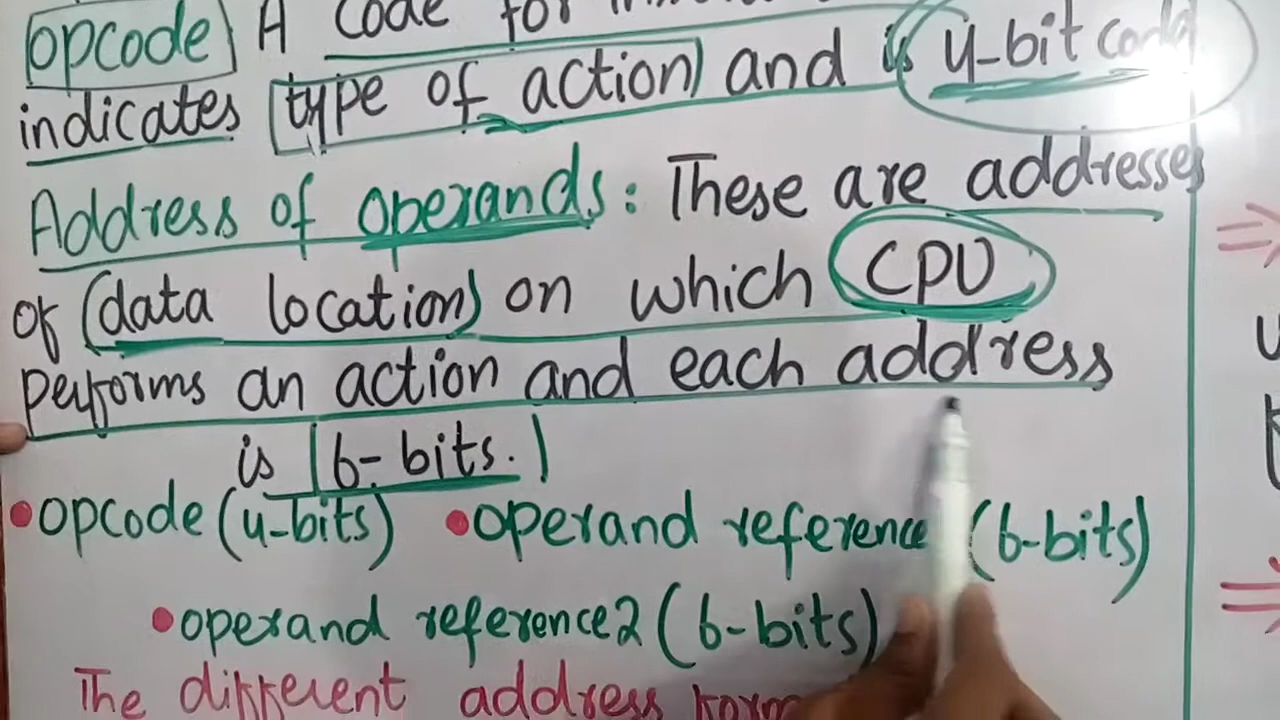 opcode A code for
indicates type of action and is 4-bit code
Address of operands: These are addresses
of (data location) on which CPU
performs an action and each address
is 6-bits.
•opcode (4-bits) •operand reference (6-bits)
•operand reference2 (6-bits)
The different address